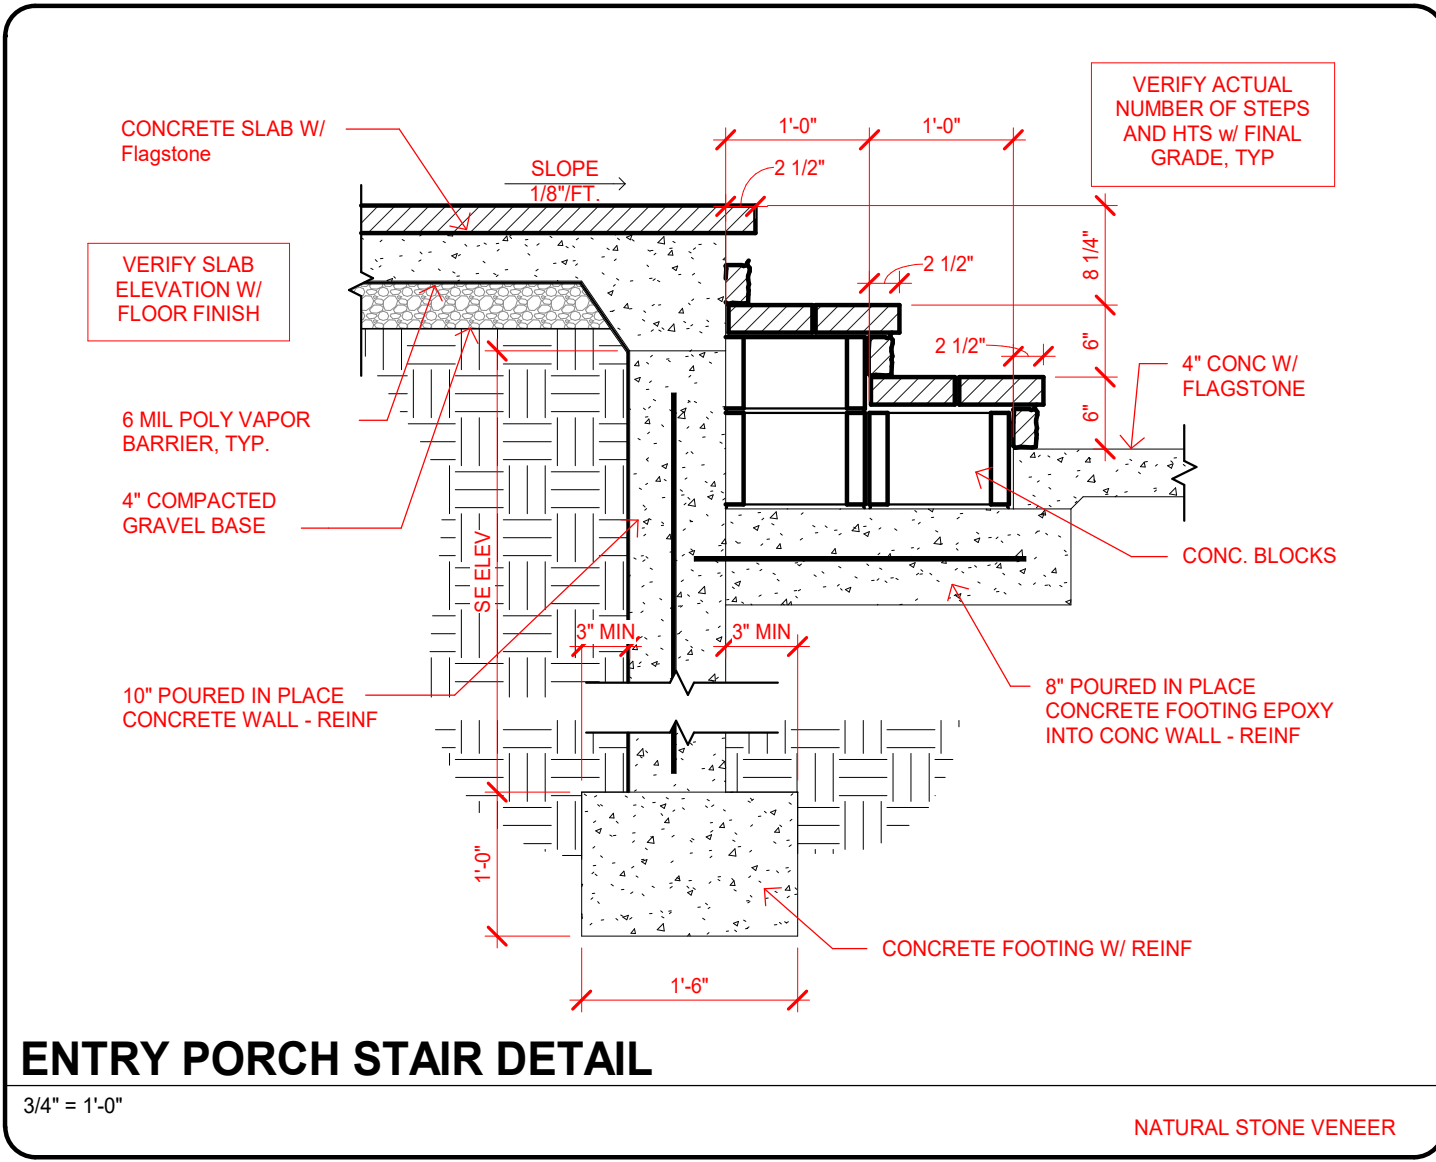 VERIFY ACTUAL
NUMBER OF STEPS
AND HTS w/ FINAL
GRADE, TYP
CONCRETE SLAB W/
Flagstone
1'-0"
1'-0"
2 1/2"
SLOPE
1/8"/FT.
VERIFY SLAB
ELEVATION W/
FLOOR FINISH
2 1/2"
8 1/4"
2 1/2"
6"
4" CONC W/
FLAGSTONE
6"
6 MIL POLY VAPOR
BARRIER, TYP.
4" COMPACTED
GRAVEL BASE
SE ELEV
CONC. BLOCKS
3" MIN
3" MIN
10" POURED IN PLACE
CONCRETE WALL - REINF
8" POURED IN PLACE
CONCRETE FOOTING EPOXY
INTO CONC WALL - REINF
1'-0"
CONCRETE FOOTING W/ REINF
1'-6"
ENTRY PORCH STAIR DETAIL
3/4" = 1'-0"
NATURAL STONE VENEER